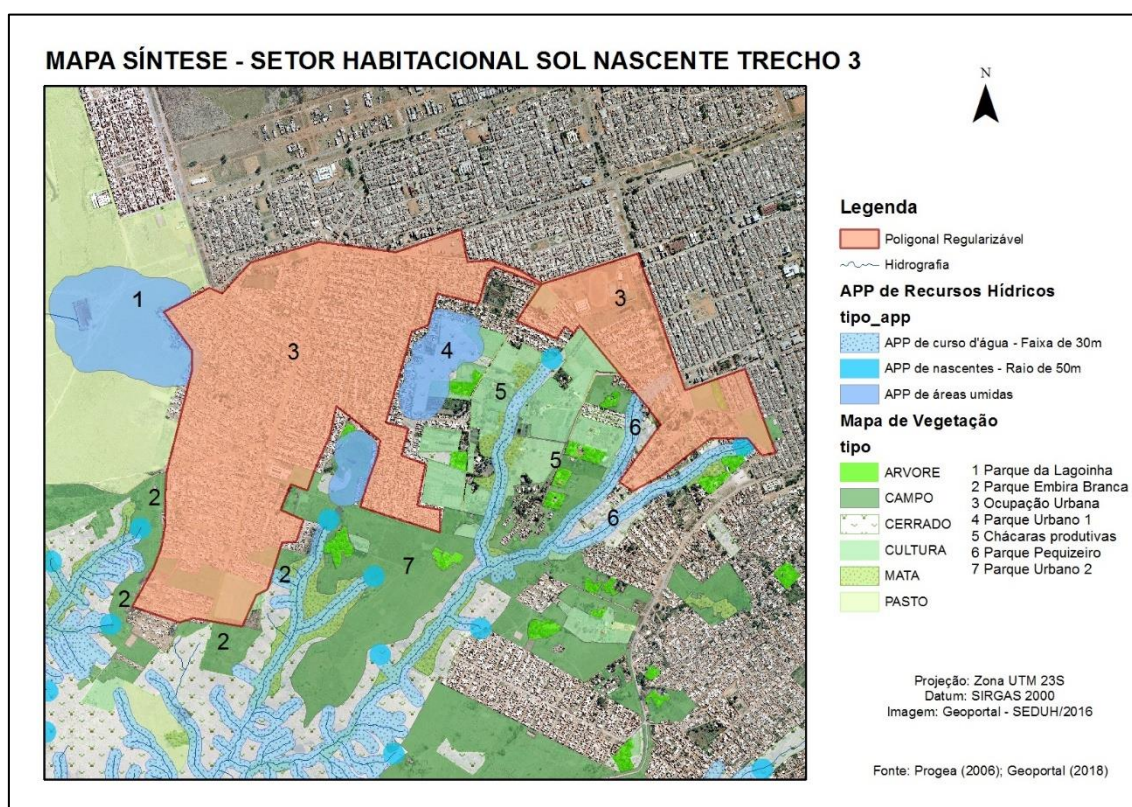 MAPA SÍNTESE - SETOR HABITACIONAL SOL NASCENTE TRECHO 3
N
1
3
3
4
5
6
5
6
2
2
7
2
2
Legenda
Poligonal Regularizável
Hidrografia
APP de Recursos Hídricos
tipo_app
APP de curso d'água - Faixa de 30m
APP de nascentes - Raio de 50m
APP de áreas umidas
Mapa de Vegetação
tipo
ARVORE
CAMPO
CERRADO
CULTURA
MATA
PASTO
1 Parque da Lagoinha
2 Parque Embira Branca
3 Ocupação Urbana
4 Parque Urbano 1
5 Chácaras produtivas
6 Parque Pequizeiro
7 Parque Urbano 2
Projeção: Zona UTM 23S
Datum: SIRGAS 2000
Imagem: Geoportal - SEDUH/2016
Fonte: Progea (2006); Geoportal (2018)